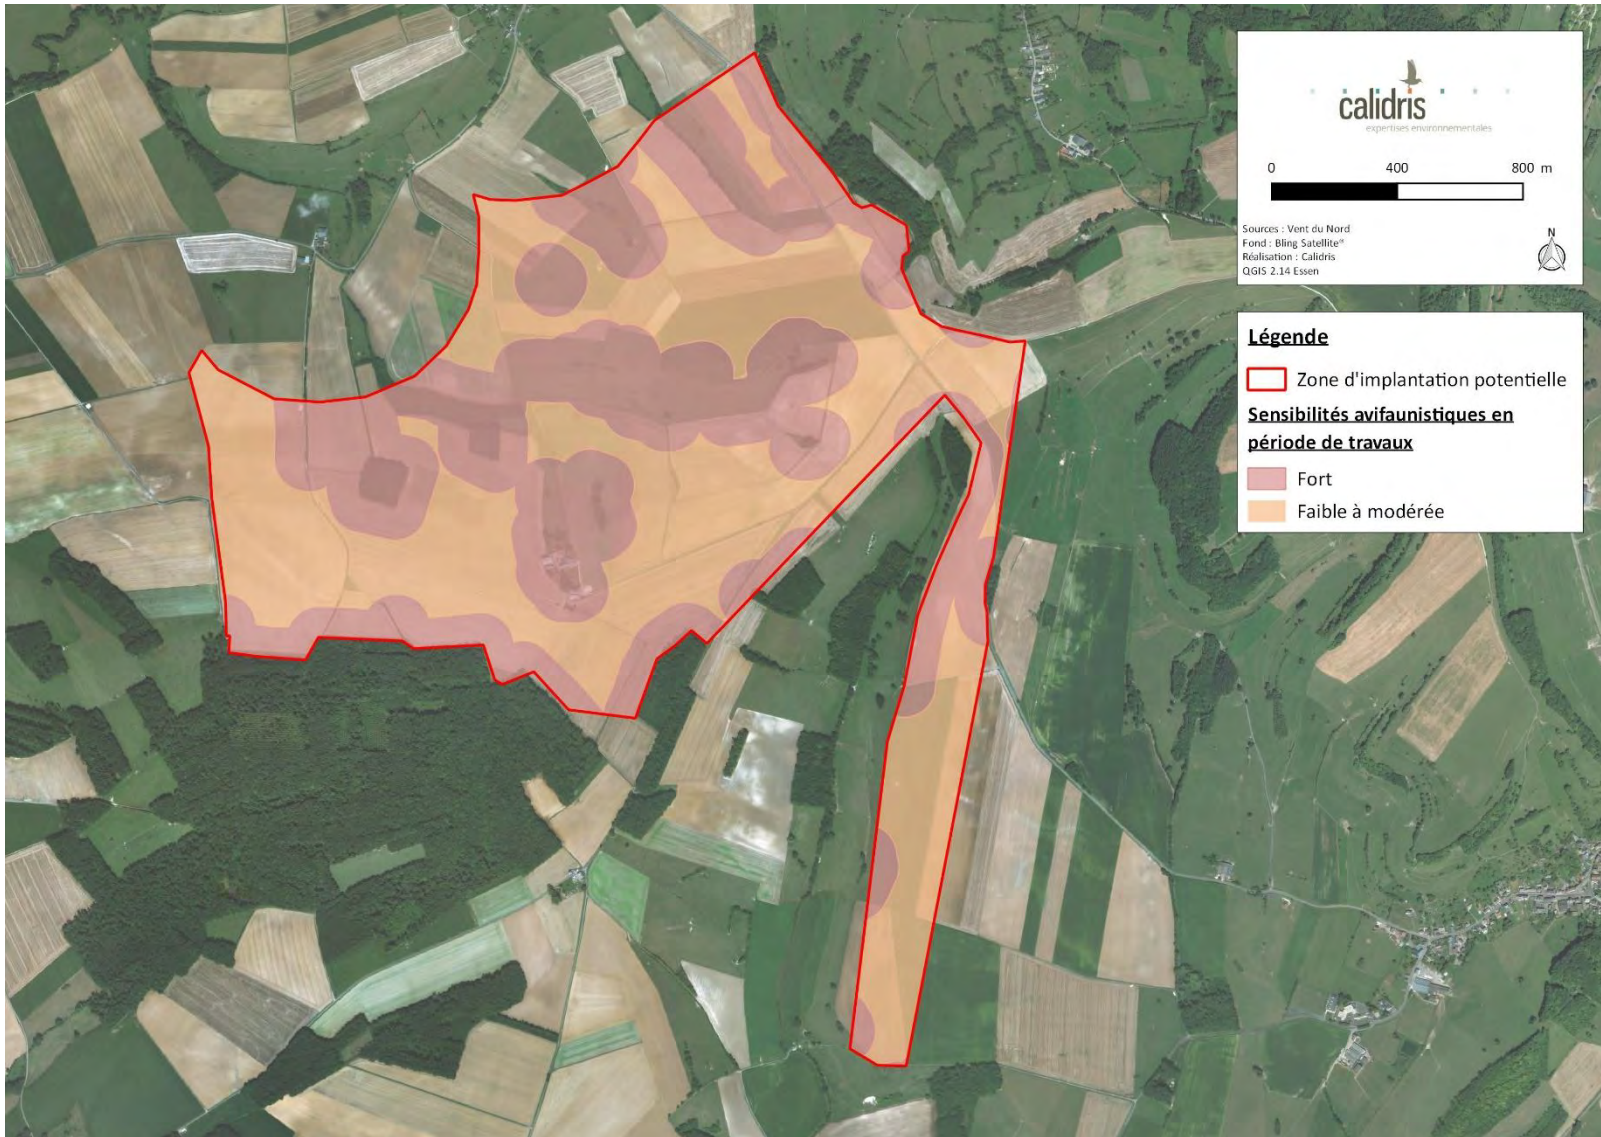 calidris
expertises environnementales
0 400 800 m
Sources : Vent du Nord
Fond : Bling Satellite®
Réalisation : Calidris
QGIS 2.14 Essen
N
Légende
Zone d'implantation potentielle
Sensibilités avifaunistiques en
période de travaux
Fort
Faible à modérée